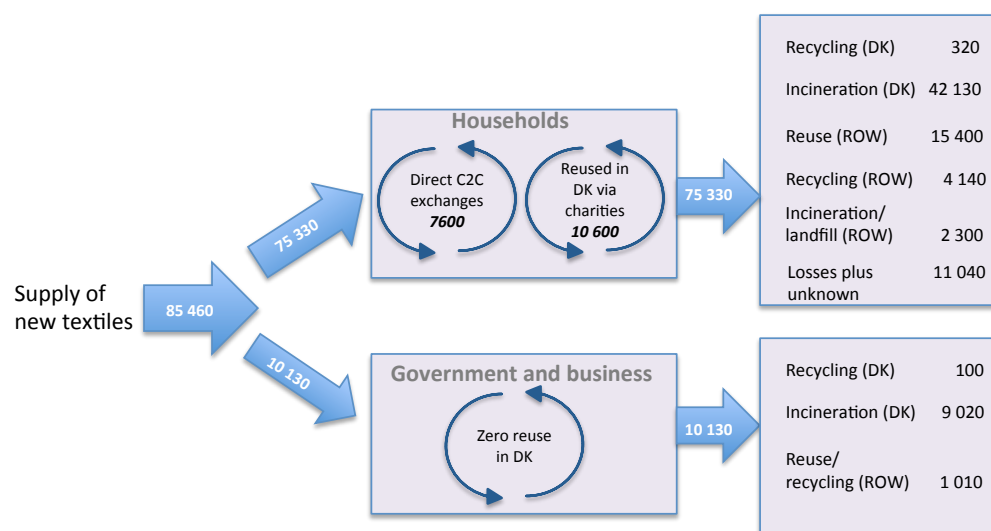 Supply of
new textiles
85 460
75 330
10 130
Households
Direct C2C
exchanges
7600
Reused in
DK via
charities
10 600
75 330
Recycling (DK) 320
Incineration (DK) 42 130
Reuse (ROW) 15 400
Recycling (ROW) 4 140
Incineration/
landfill (ROW) 2 300
Losses plus 11 040
unknown
Government and business
Zero reuse
in DK
10 130
Recycling (DK) 100
Incineration (DK) 9 020
Reuse/
recycling (ROW) 1 010